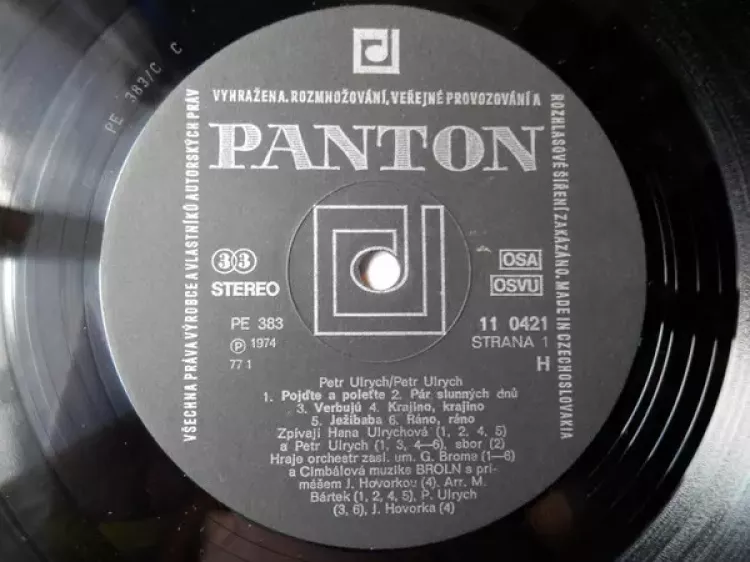 PE 383/C C
VYHRAŽENA. ROZMNOŽOVÁNÍ, VEŘEJNÉ PROVOZOVÁNÍ A
ROZHLASOVÉ ŠÍŘENÍ ZAKÁZÁNO. MADE IN CZECHOSLOVAKIA
VŠECHNA PRÁVA VÝROBCE A VLASTNÍKŮ AUTORSKÝCH PRÁV
PANTON
33
STEREO
OSA
OSVU
PE 383
11 0421
℗ 1974
STRANA 1
77 1
H
Petr Ulrych/Petr Ulrych
1. Pojďte a poleťte 2. Pár slunných dnů
3. Verbujů 4. Krajino, krajino
5. Ježibaba 6. Ráno, ráno
Zpívají Hana Ulrychová (1, 2, 4, 5)
a Petr Ulrych (1, 3, 4—6), sbor (2)
Hraje orchestr zasl. um. G. Broma (1—6)
a Cimbálová muzika BROLN s pri-
mášem J. Hovorkou (4). Arr. M.
Bártek (1, 2, 4, 5), P. Ulrych
(3, 6), J. Hovorka (4)